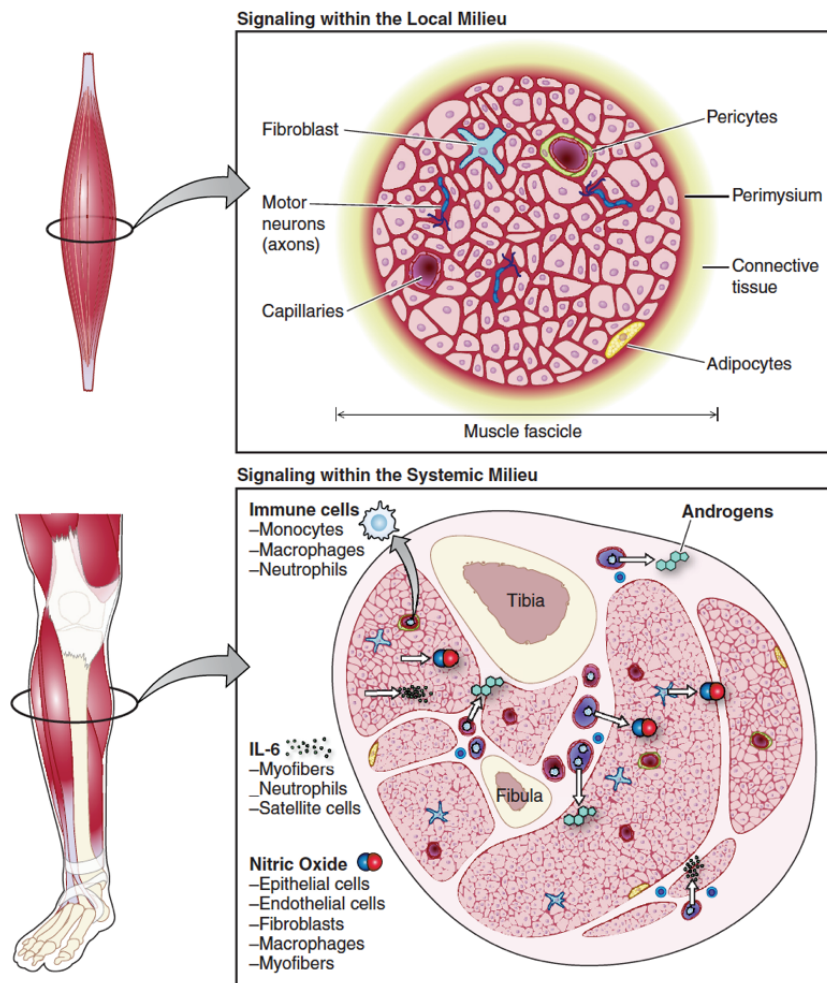 Signaling within the Local Milieu
Fibroblast
Pericytes
Motor
neurons
(axons)
Perimysium
Connective
tissue
Capillaries
Adipocytes
Muscle fascicle
Signaling within the Systemic Milieu
Immune cells
–Monocytes
–Macrophages
–Neutrophils
Androgens
Tibia
IL-6
–Myofibers
_Neutrophils
–Satellite cells
Fibula
Nitric Oxide
–Epithelial cells
–Endothelial cells
–Fibroblasts
–Macrophages
–Myofibers